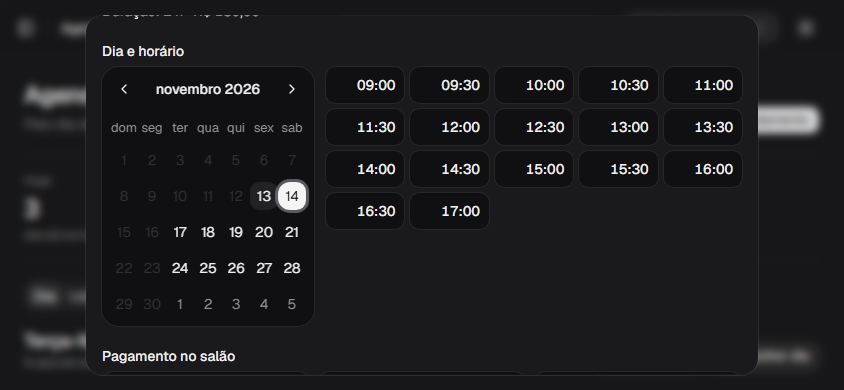 Dia e horário
novembro 2026
dom seg ter qua qui sex sab
1 2 3 4 5 6 7
8 9 10 11 12 13 14
15 16 17 18 19 20 21
22 23 24 25 26 27 28
29 30 1 2 3 4 5
09:00 09:30 10:00 10:30 11:00
11:30 12:00 12:30 13:00 13:30
14:00 14:30 15:00 15:30 16:00
16:30 17:00
Pagamento no salão